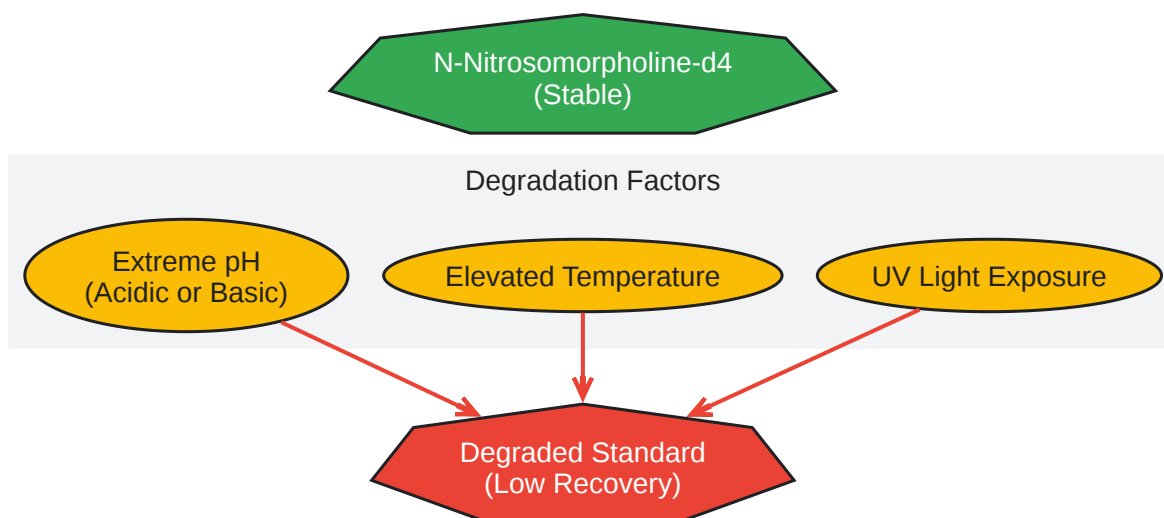 N-Nitrosomorpholine-d4
(Stable)
Degradation Factors
Extreme pH
(Acidic or Basic)
Elevated Temperature
UV Light Exposure
Degraded Standard
(Low Recovery)